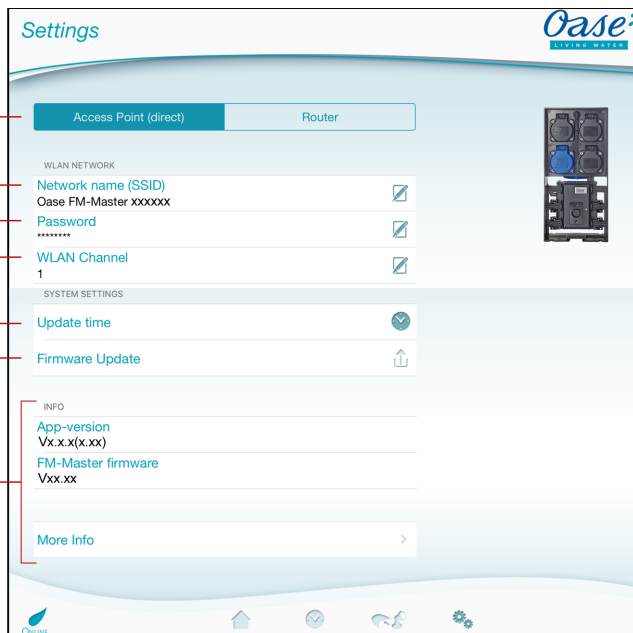 Settings
Oase
LIVING WATER
Access Point (direct)
Router
WLAN NETWORK
Network name (SSID)
Oase FM-Master xxxxxx
Password
********
WLAN Channel
1
SYSTEM SETTINGS
Update time
Firmware Update
INFO
App-version
Vx.x.x(x.xx)
FM-Master firmware
Vxx.xx
More Info
ONLINE